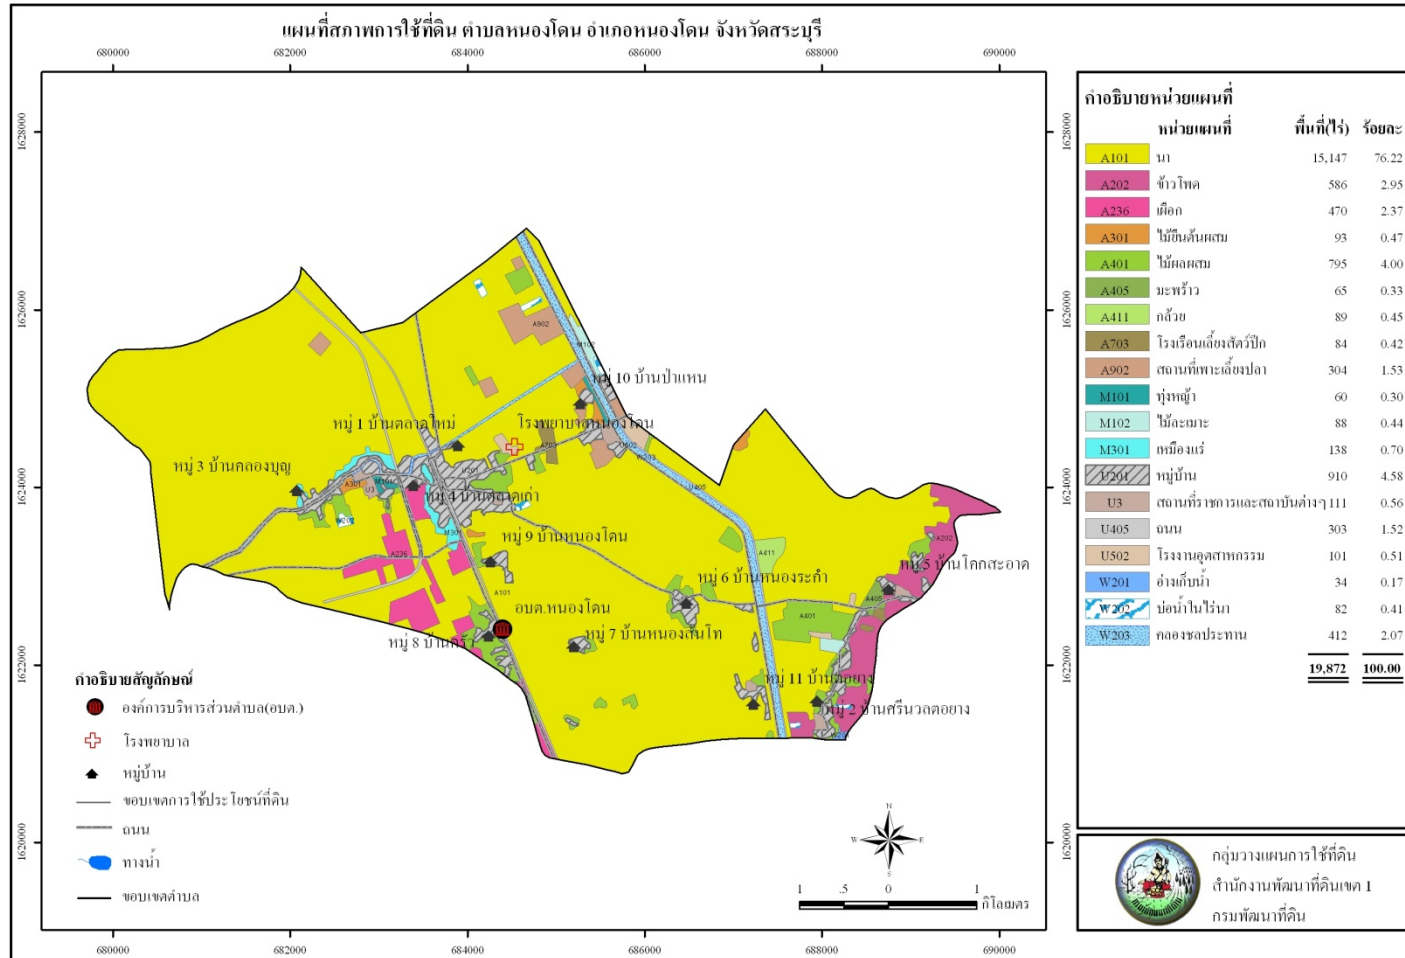 แผนที่สภาพการใช้ที่ดิน ตำบลหนองโดน อำเภอหนองโดน จังหวัดสระบุรี
680000 682000 684000 686000 688000 690000
1628000 1628000
1626000 1626000
1624000 1624000
1622000 1622000
1620000 1620000
A902
M102
หมู่ 10 บ้านป่าแหน
หมู่ 1 บ้านตลาดใหม่
โรงพยาบาลหนองโดน
A703
U502
W203
หมู่ 3 บ้านคลองบุญ
U201
A301
U3
M101
หมู่ 4 บ้านตลาดเก่า
U405
W202
M301
A202
A236
หมู่ 9 บ้านหนองโดน
A411
หมู่ 5 บ้านโคกสะอาด
หมู่ 6 บ้านหนองระกำ
A101
A405
อบต.หนองโดน
A401
หมู่ 8 บ้านครัว
หมู่ 7 บ้านหนองสันโท
หมู่ 11 บ้านตอยาง
หมู่ 2 บ้านศรีนวลตอยาง
คำอธิบายสัญลักษณ์
องค์การบริหารส่วนตำบล(อบต.)
โรงพยาบาล
หมู่บ้าน
ขอบเขตการใช้ประโยชน์ที่ดิน
ถนน
ทางน้ำ
ขอบเขตตำบล
N
W E
S
1 .5 0 1
กิโลเมตร
680000 682000 684000 686000 688000 690000
คำอธิบายหน่วยแผนที่
หน่วยแผนที่ พื้นที่(ไร่) ร้อยละ
A101 นา 15,147 76.22
A202 ข้าวโพด 586 2.95
A236 เผือก 470 2.37
A301 ไม้ยืนต้นผสม 93 0.47
A401 ไม้ผลผสม 795 4.00
A405 มะพร้าว 65 0.33
A411 กล้วย 89 0.45
A703 โรงเรือนเลี้ยงสัตว์ปีก 84 0.42
A902 สถานที่เพาะเลี้ยงปลา 304 1.53
M101 ทุ่งหญ้า 60 0.30
M102 ไม้ละเมาะ 88 0.44
M301 เหมืองแร่ 138 0.70
U201 หมู่บ้าน 910 4.58
U3 สถานที่ราชการและสถาบันต่างๆ 111 0.56
U405 ถนน 303 1.52
U502 โรงงานอุตสาหกรรม 101 0.51
W201 อ่างเก็บน้ำ 34 0.17
W202 บ่อน้ำในไร่นา 82 0.41
W203 คลองชลประทาน 412 2.07
19,872 100.00
กลุ่มวางแผนการใช้ที่ดิน
สำนักงานพัฒนาที่ดินเขต 1
กรมพัฒนาที่ดิน